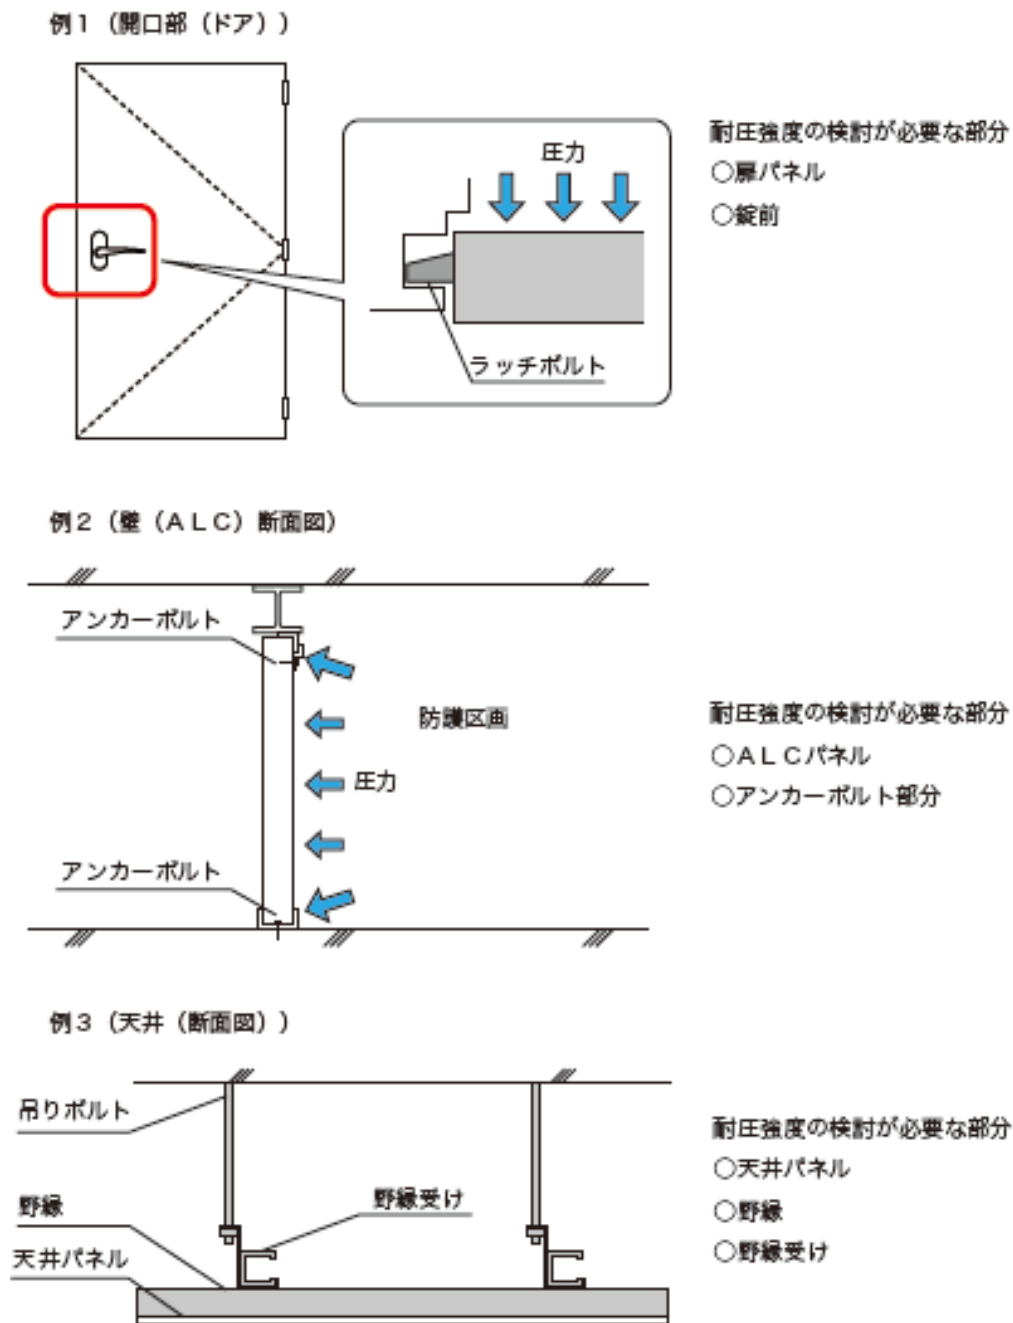 例1（開口部（ドア））
耐圧強度の検討が必要な部分
○扉パネル
○錠前
圧力
ラッチボルト
例2（壁（ALC）断面図）
アンカーボルト
防護区画
圧力
アンカーボルト
耐圧強度の検討が必要な部分
○ALCパネル
○アンカーボルト部分
例3（天井（断面図））
吊りボルト
野縁
野縁受け
天井パネル
耐圧強度の検討が必要な部分
○天井パネル
○野縁
○野縁受け